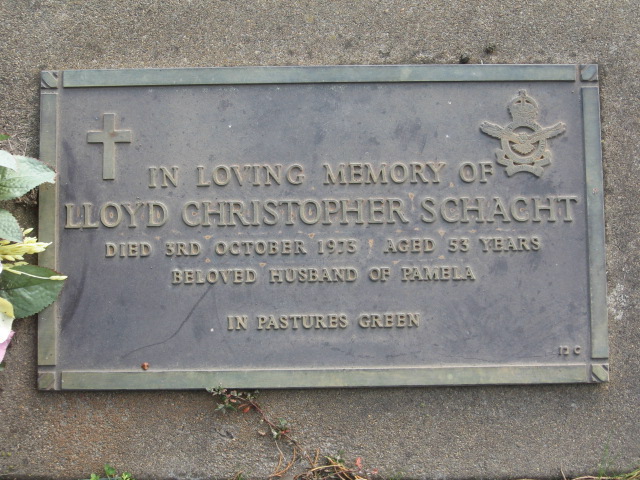 IN LOVING MEMORY OF
LLOYD CHRISTOPHER SCHACHT
DIED 3RD OCTOBER 1973 AGED 53 YEARS
BELOVED HUSBAND OF PAMELA
IN PASTURES GREEN
12 C